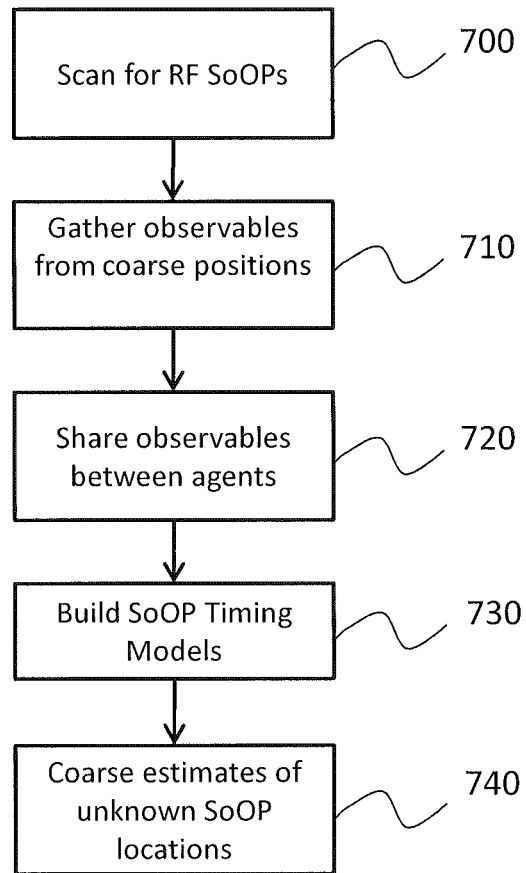 Scan for RF SoOPs
700
Gather observables
from coarse positions
710
Share observables
between agents
720
Build SoOP Timing
Models
730
Coarse estimates of
unknown SoOP
locations
740